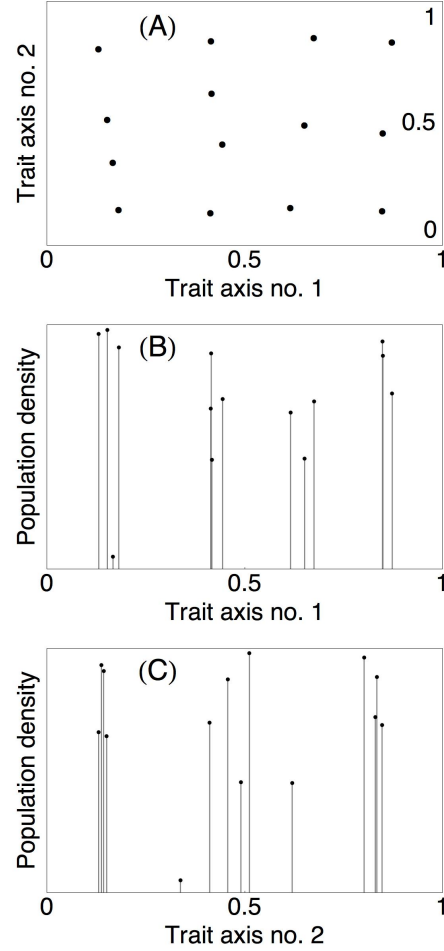 (A)
Trait axis no. 2
1
0.5
0
0 0.5 1
Trait axis no. 1
(B)
Population density
0 0.5 1
Trait axis no. 1
(C)
Population density
0 0.5 1
Trait axis no. 2